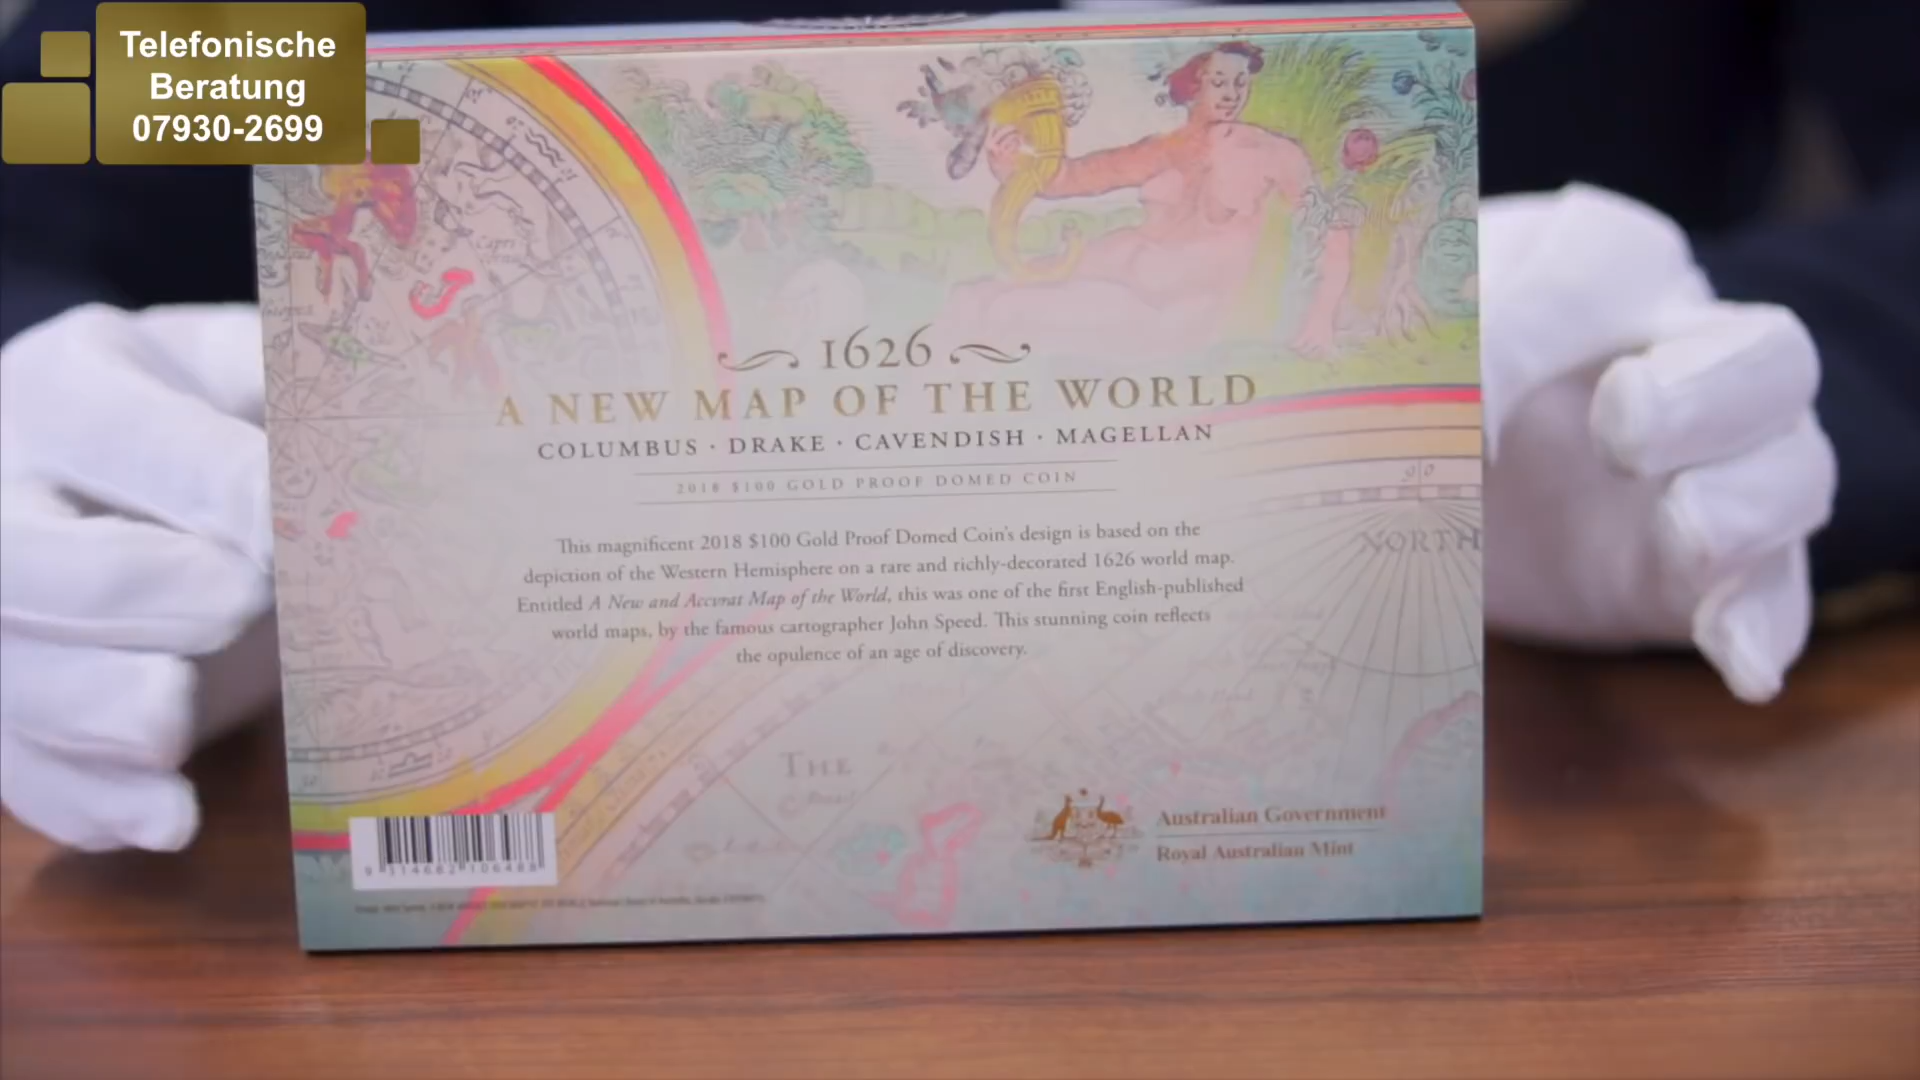 Telefonische
Beratung
07930-2699
1626
A NEW MAP OF THE WORLD
COLUMBUS · DRAKE · CAVENDISH · MAGELLAN
2018 $100 GOLD PROOF DOMED COIN
This magnificent 2018 $100 Gold Proof Domed Coin's design is based on the
depiction of the Western Hemisphere on a rare and richly-decorated 1626 world map.
Entitled A New and Accvrat Map of the World, this was one of the first English-published
world maps, by the famous cartographer John Speed. This stunning coin reflects
the opulence of an age of discovery.
NORTH
THE
Australian Government
Royal Australian Mint
9 314682 106488